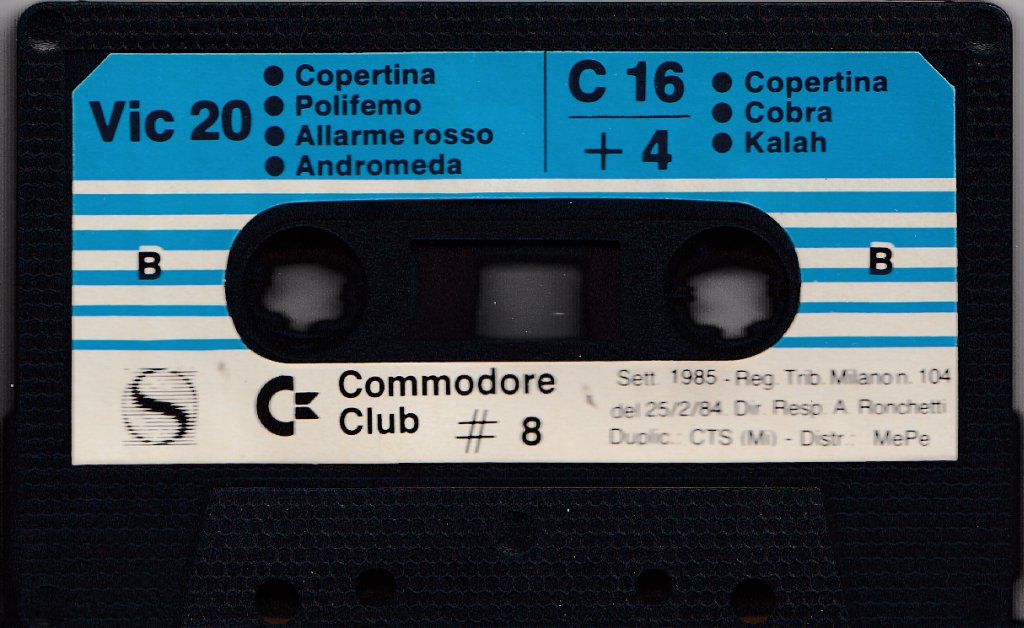 Vic 20
● Copertina
● Polifemo
● Allarme rosso
● Andromeda
C 16
+ 4
● Copertina
● Cobra
● Kalah
B
B
S
Commodore
Club # 8
Sett. 1985 - Reg. Trib. Milano n. 104
del 25/2/84. Dir. Resp. A. Ronchetti
Duplic.: CTS (Mi) - Distr.: MePe